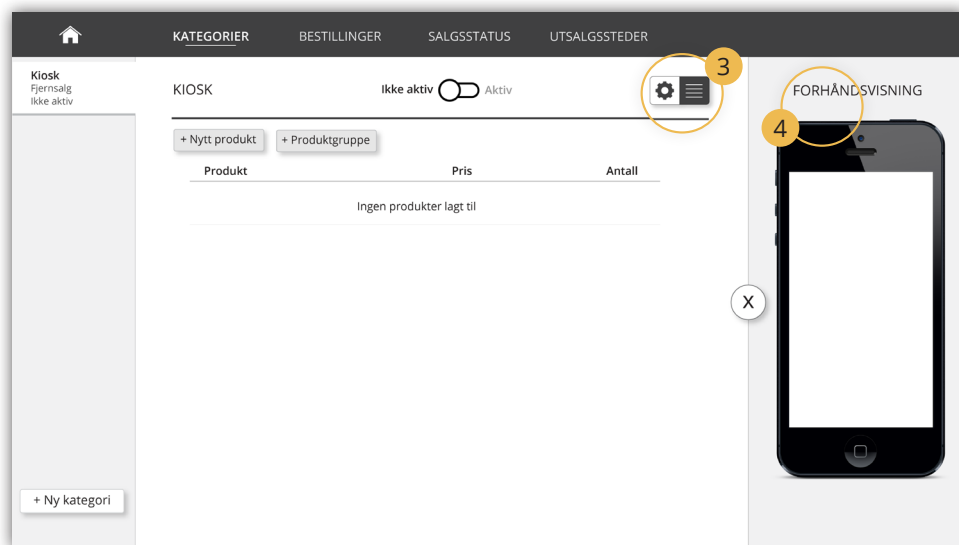 KATEGORIER BESTILLINGER SALGSSTATUS UTSALGSSTEDER
Kiosk
Fjernsalg
Ikke aktiv
KIOSK Ikke aktiv Aktiv
3
FORHÅNDSVISNING
4
+ Nytt produkt + Produktgruppe
Produkt Pris Antall
Ingen produkter lagt til
X
+ Ny kategori